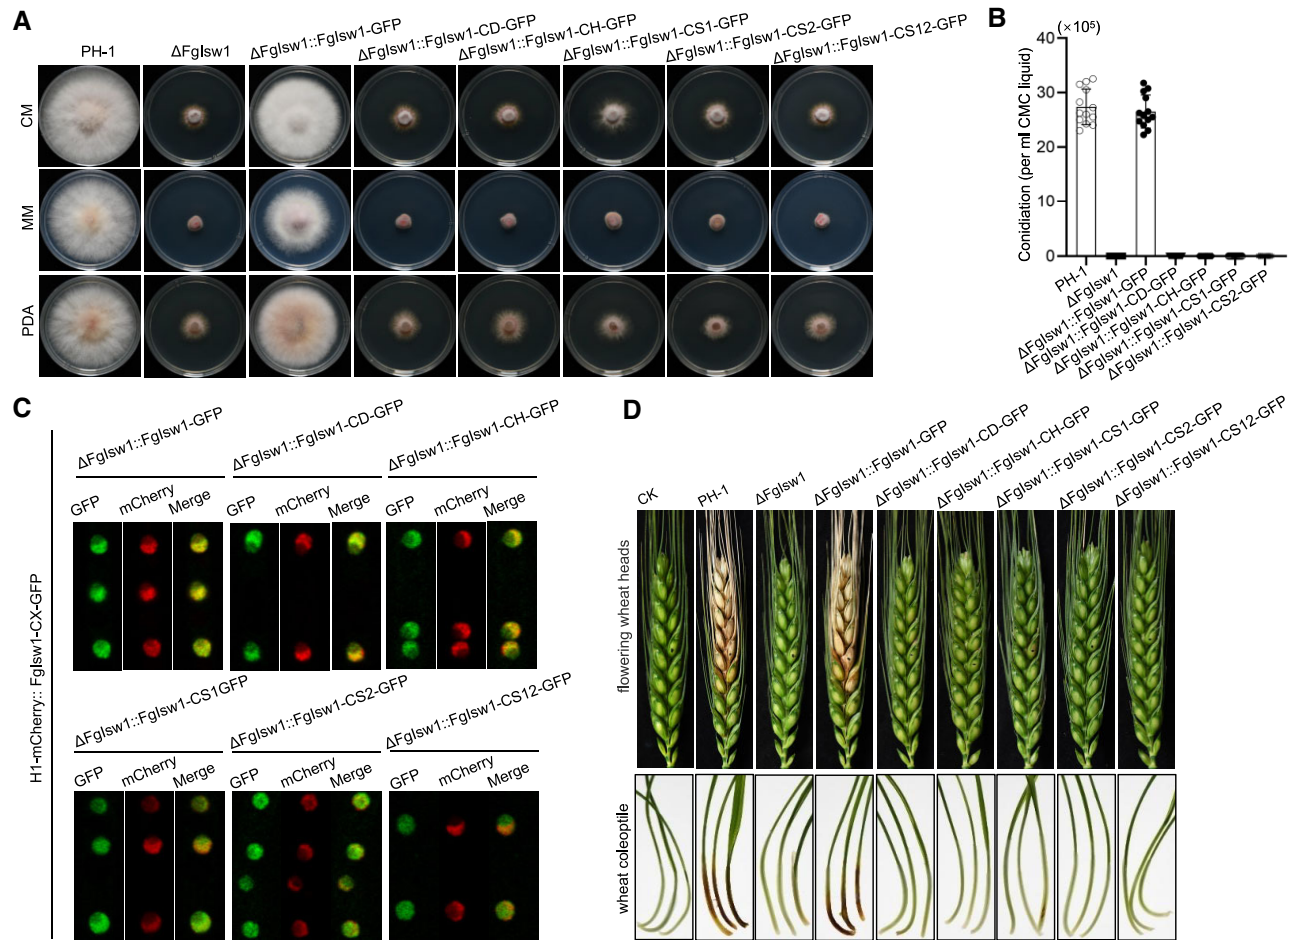 A
PH-1
ΔFgIsw1
ΔFgIsw1::FgIsw1-GFP
ΔFgIsw1::FgIsw1-CD-GFP
ΔFgIsw1::FgIsw1-CH-GFP
ΔFgIsw1::FgIsw1-CS1-GFP
ΔFgIsw1::FgIsw1-CS2-GFP
ΔFgIsw1::FgIsw1-CS12-GFP
CM
MM
PDA
B
(×10⁵)
Conidiation (per ml CMC liquid)
40
30
20
10
0
PH-1
ΔFgIsw1
ΔFgIsw1::FgIsw1-GFP
ΔFgIsw1::FgIsw1-CD-GFP
ΔFgIsw1::FgIsw1-CH-GFP
ΔFgIsw1::FgIsw1-CS1-GFP
ΔFgIsw1::FgIsw1-CS2-GFP
C
H1-mCherry:: FgIsw1-CX-GFP
ΔFgIsw1::FgIsw1-GFP
ΔFgIsw1::FgIsw1-CD-GFP
ΔFgIsw1::FgIsw1-CH-GFP
GFP mCherry Merge
GFP mCherry Merge
GFP mCherry Merge
ΔFgIsw1::FgIsw1-CS1GFP
ΔFgIsw1::FgIsw1-CS2-GFP
ΔFgIsw1::FgIsw1-CS12-GFP
GFP mCherry Merge
GFP mCherry Merge
GFP mCherry Merge
D
CK
PH-1
ΔFgIsw1
ΔFgIsw1::FgIsw1-GFP
ΔFgIsw1::FgIsw1-CD-GFP
ΔFgIsw1::FgIsw1-CH-GFP
ΔFgIsw1::FgIsw1-CS1-GFP
ΔFgIsw1::FgIsw1-CS2-GFP
ΔFgIsw1::FgIsw1-CS12-GFP
flowering wheat heads
wheat coleoptile